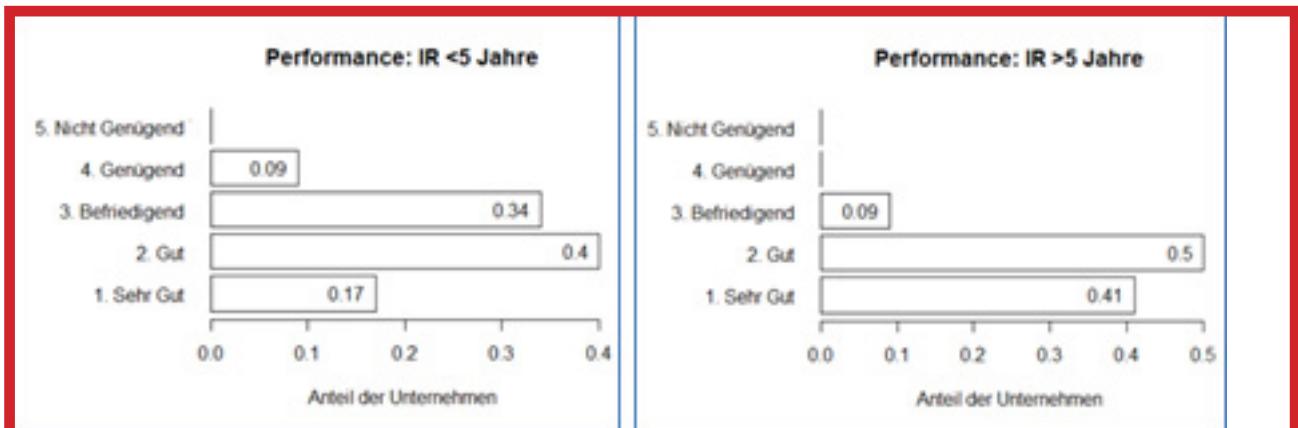 Performance: IR <5 Jahre
5. Nicht Genügend
4. Genügend
0.09
3. Befriedigend
0.34
2. Gut
0.4
1. Sehr Gut
0.17
0.0 0.1 0.2 0.3 0.4
Anteil der Unternehmen
Performance: IR >5 Jahre
5. Nicht Genügend
4. Genügend
3. Befriedigend
0.09
2. Gut
0.5
1. Sehr Gut
0.41
0.0 0.1 0.2 0.3 0.4 0.5
Anteil der Unternehmen